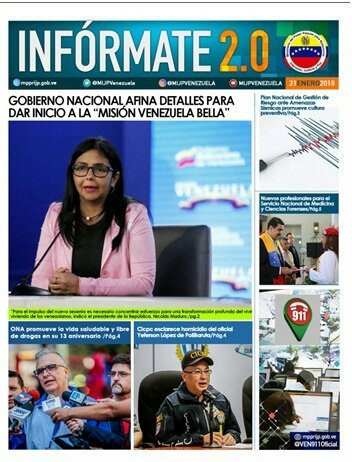 INFÓRMATE 2.0
mpprijp.gob.ve @MIJPVenezuela @MIJPVENEZUELA MIJPVENEZUELA 21 ENERO 2019
GOBIERNO NACIONAL AFINA DETALLES PARA
DAR INICIO A LA “MISIÓN VENEZUELA BELLA”
Plan Nacional de Gestión de
Riesgo ante Amenazas
Sísmicas promueve cultura
preventiva/Pág.3
Nuevos profesionales para el
Servicio Nacional de Medicina
y Ciencias Forenses/Pág.5
"Para el impulso del nuevo sexenio es necesario concentrar esfuerzos para una transformación profunda del
vivienda de los venezolanos, indicó el presidente de la República, Nicolás Maduro./pág.2
ONA promueve la vida saludable y libre
de drogas en su 13 aniversario /Pág.4
Cicpc esclarece homicidio del oficial
Yeferson López de PoliBaruta/Pág.4
911
mpprijp.gob.ve
@VEN911Oficial